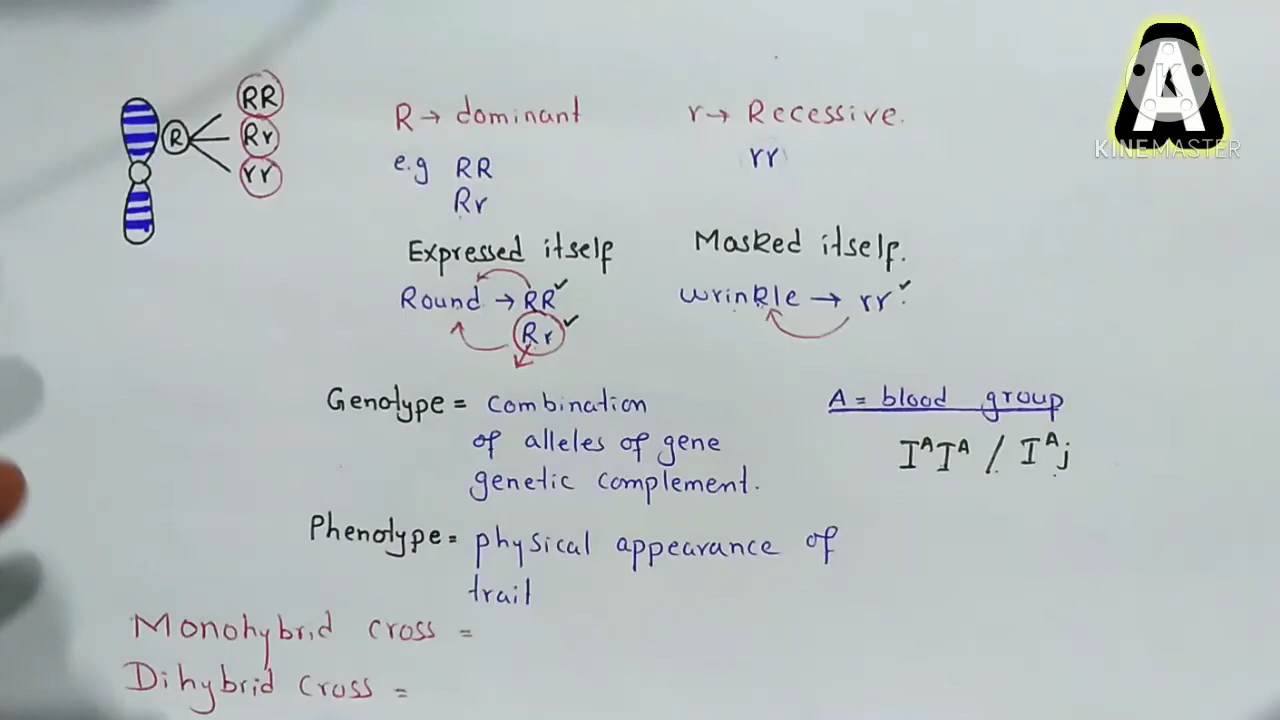 RR
R Rr
rr
R → dominant
e.g RR
Rr
Expressed itself
Round → RR ✓
Rr ✓
r → Recessive.
rr
Masked itself.
wrinkle → rr ✓
Genotype = combination
of alleles of gene
genetic complement.
A = blood group
IᴬIᴬ / Iᴬj
Phenotype = physical appearance of
trait
Monohybrid cross =
Dihybrid cross =
A
K
KINEMASTER